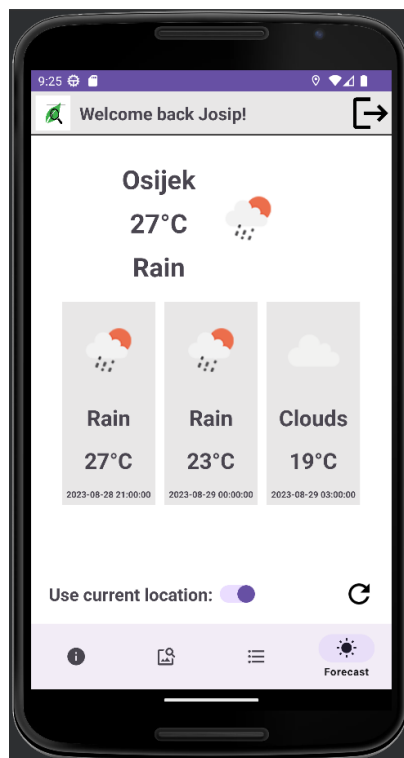 9:25
Welcome back Josip!
Osijek
27°C
Rain
Rain
27°C
2023-08-28 21:00:00
Rain
23°C
2023-08-29 00:00:00
Clouds
19°C
2023-08-29 03:00:00
Use current location:
Forecast